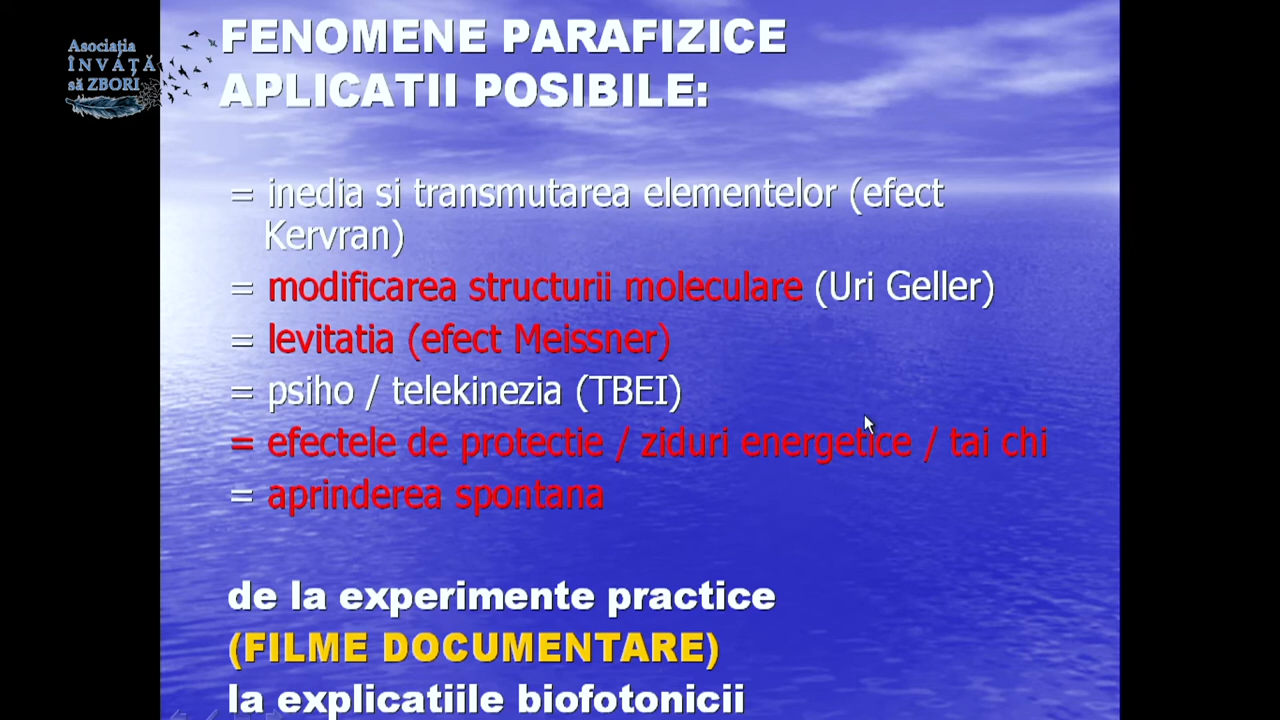 Asociația
ÎNVAȚĂ
să ZBORI
FENOMENE PARAFIZICE
APLICATII POSIBILE:
= inedia si transmutarea elementelor (efect
Kervran)
= modificarea structurii moleculare (Uri Geller)
= levitatia (efect Meissner)
= psiho / telekinezia (TBEI)
= efectele de protectie / ziduri energetice / tai chi
= aprinderea spontana
de la experimente practice
(FILME DOCUMENTARE)
la explicatiile biofotonicii